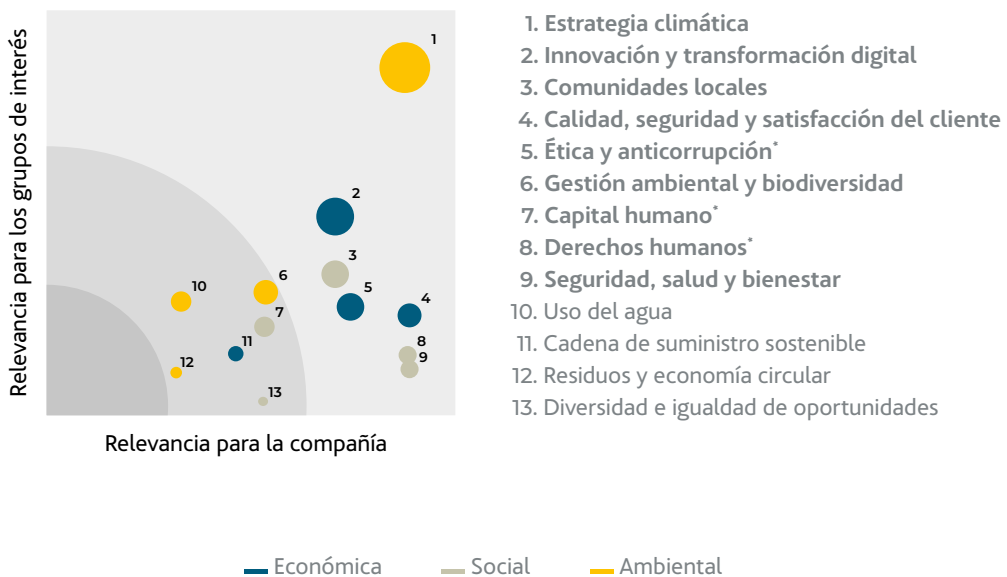 Relevancia para los grupos de interés
1
2
3
4
5
6
7
8
9
10
11
12
13
Relevancia para la compañía
1. Estrategia climática
2. Innovación y transformación digital
3. Comunidades locales
4. Calidad, seguridad y satisfacción del cliente
5. Ética y anticorrupción*
6. Gestión ambiental y biodiversidad
7. Capital humano*
8. Derechos humanos*
9. Seguridad, salud y bienestar
10. Uso del agua
11. Cadena de suministro sostenible
12. Residuos y economía circular
13. Diversidad e igualdad de oportunidades
Económica
Social
Ambiental